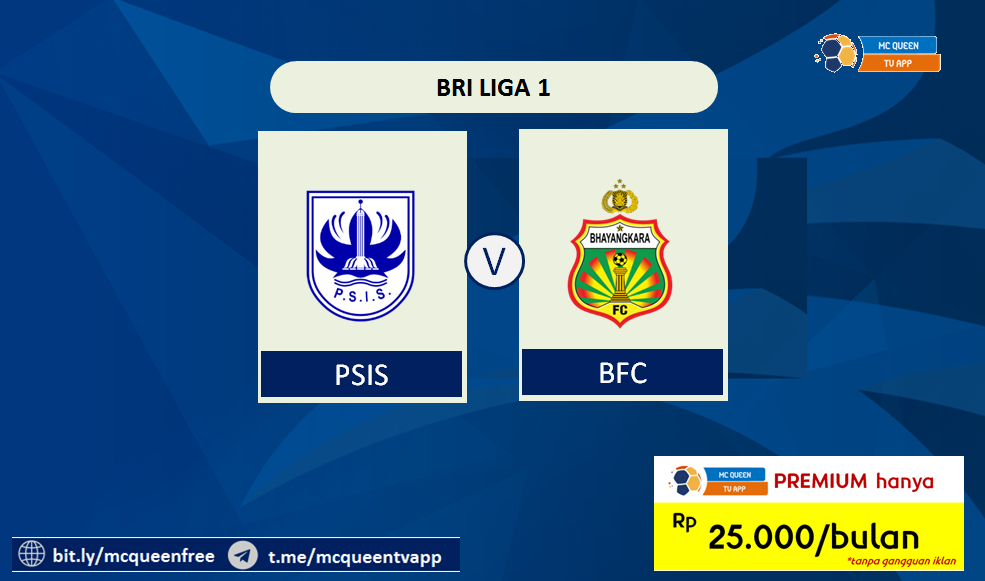 MC QUEEN
TV APP
BRI LIGA 1
P.S.I.S.
BHAYANGKARA
FC
V
PSIS
BFC
MC QUEEN
TV APP
PREMIUM hanya
Rp 25.000/bulan
*tanpa gangguan iklan
bit.ly/mcqueenfree
t.me/mcqueentvapp